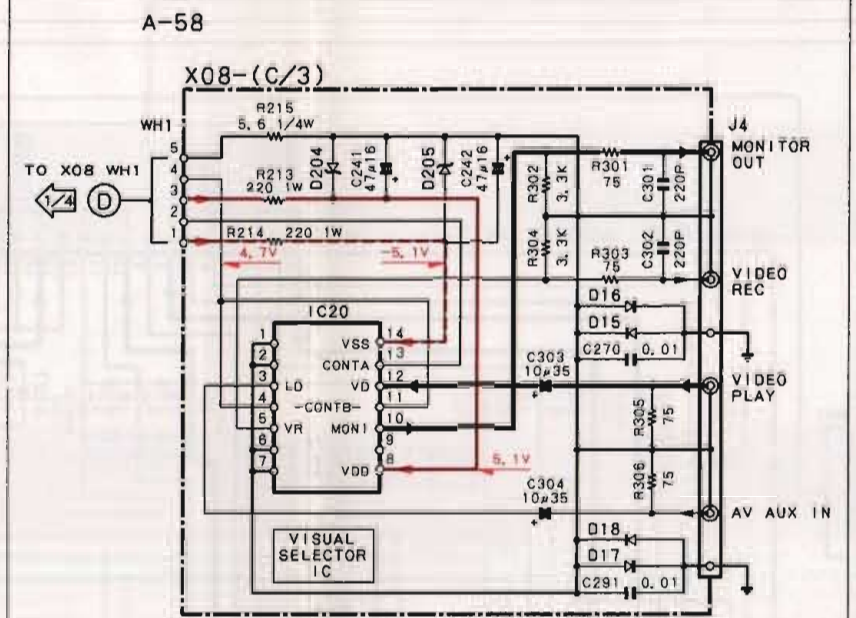 A-58
X08-(C/3)
R215
5.6 1/4W
WH1
5
4
3
2
1
TO X08 WH1
1/4
D
R213
220 1W
R214
220 1W
D204
C241
47μ16
D205
C242
47μ16
4.7V
-5.1V
R302
3.3K
R301
75
C301
220P
R304
3.3K
R303
75
C302
220P
J4
MONITOR
OUT
VIDEO
REC
D16
D15
C270 0.01
IC20
1
2
3
4
5
6
7
14
13
12
11
10
9
8
VSS
CONTA
LD
VD
-CONTB-
VR
MON1
VDD
5.1V
C303
10μ35
VIDEO
PLAY
R305
75
R306
75
C304
10μ35
AV AUX IN
D18
D17
C291 0.01
VISUAL
SELECTOR
IC